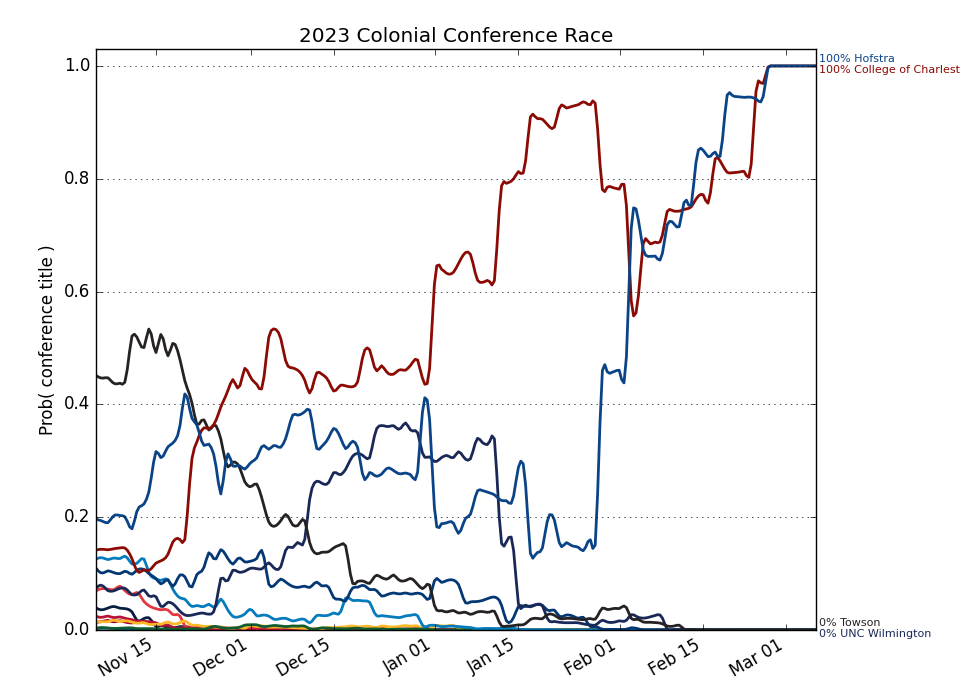 2023 Colonial Conference Race
1.0
0.8
0.6
0.4
0.2
0.0
Prob( conference title )
Nov 15
Dec 01
Dec 15
Jan 01
Jan 15
Feb 01
Feb 15
Mar 01
100% Hofstra
100% College of Charlest
0% Towson
0% UNC Wilmington